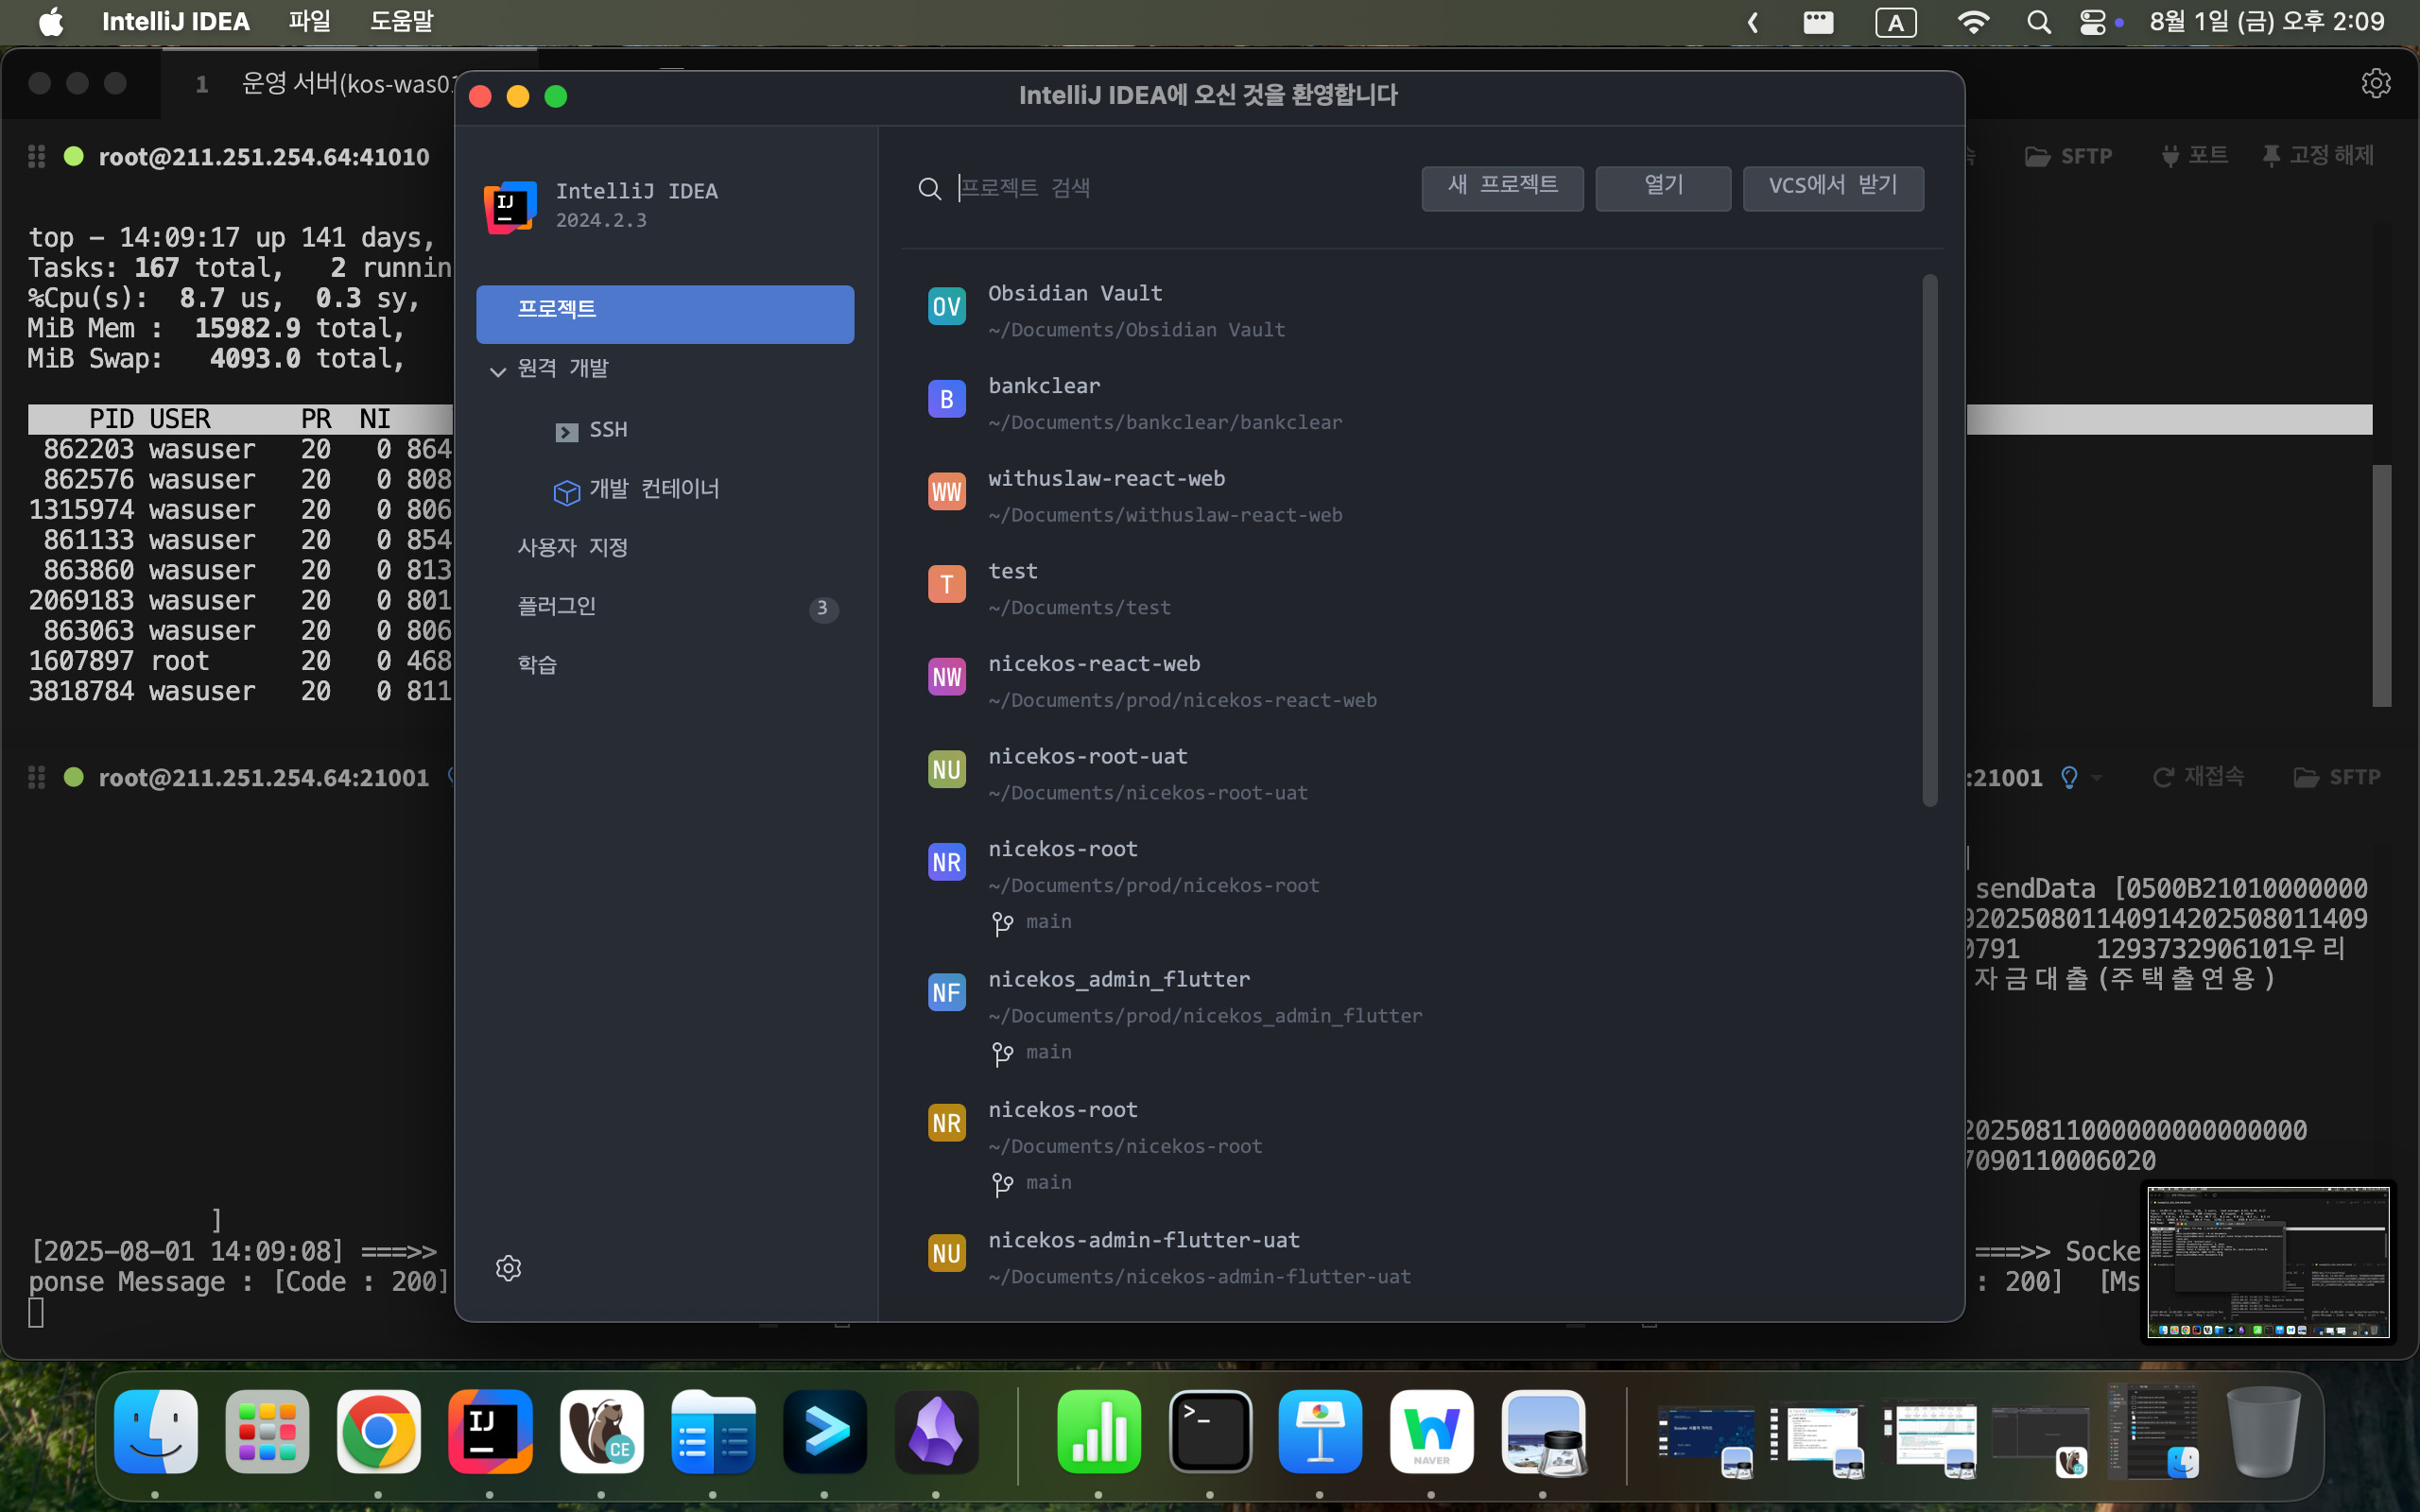 IntelliJ IDEA 파일 도움말 A 8월 1일 (금) 오후 2:09
1 운영 서버(kos-was01
root@211.251.254.64:41010
SFTP 포트 고정 해제
top - 14:09:17 up 141 days,
Tasks: 167 total, 2 runnin
%Cpu(s): 8.7 us, 0.3 sy,
MiB Mem : 15982.9 total,
MiB Swap: 4093.0 total,
PID USER PR NI
862203 wasuser 20 0 864
862576 wasuser 20 0 808
1315974 wasuser 20 0 806
861133 wasuser 20 0 854
863860 wasuser 20 0 813
2069183 wasuser 20 0 801
863063 wasuser 20 0 806
1607897 root 20 0 468
3818784 wasuser 20 0 811
root@211.251.254.64:21001
]
[2025-08-01 14:09:08] ===>>
ponse Message : [Code : 200]
IntelliJ IDEA에 오신 것을 환영합니다
IJ
IntelliJ IDEA
2024.2.3
프로젝트
원격 개발
SSH
개발 컨테이너
사용자 지정
플러그인 3
학습
프로젝트 검색
새 프로젝트 열기 VCS에서 받기
OV Obsidian Vault
~/Documents/Obsidian Vault
B bankclear
~/Documents/bankclear/bankclear
WW withuslaw-react-web
~/Documents/withuslaw-react-web
T test
~/Documents/test
NW nicekos-react-web
~/Documents/prod/nicekos-react-web
NU nicekos-root-uat
~/Documents/nicekos-root-uat
NR nicekos-root
~/Documents/prod/nicekos-root
main
NF nicekos_admin_flutter
~/Documents/prod/nicekos_admin_flutter
main
NR nicekos-root
~/Documents/nicekos-root
main
NU nicekos-admin-flutter-uat
~/Documents/nicekos-admin-flutter-uat
:21001 재접속 SFTP
sendData [0500B21010000000
92025080114091420250801​1409
0791 1293732906101우리
자금대출(주택출연용)
20250811000000000000000
7090110006020
===>> Socke
: 200] [Ms
IJ
CE
>_
NAVER